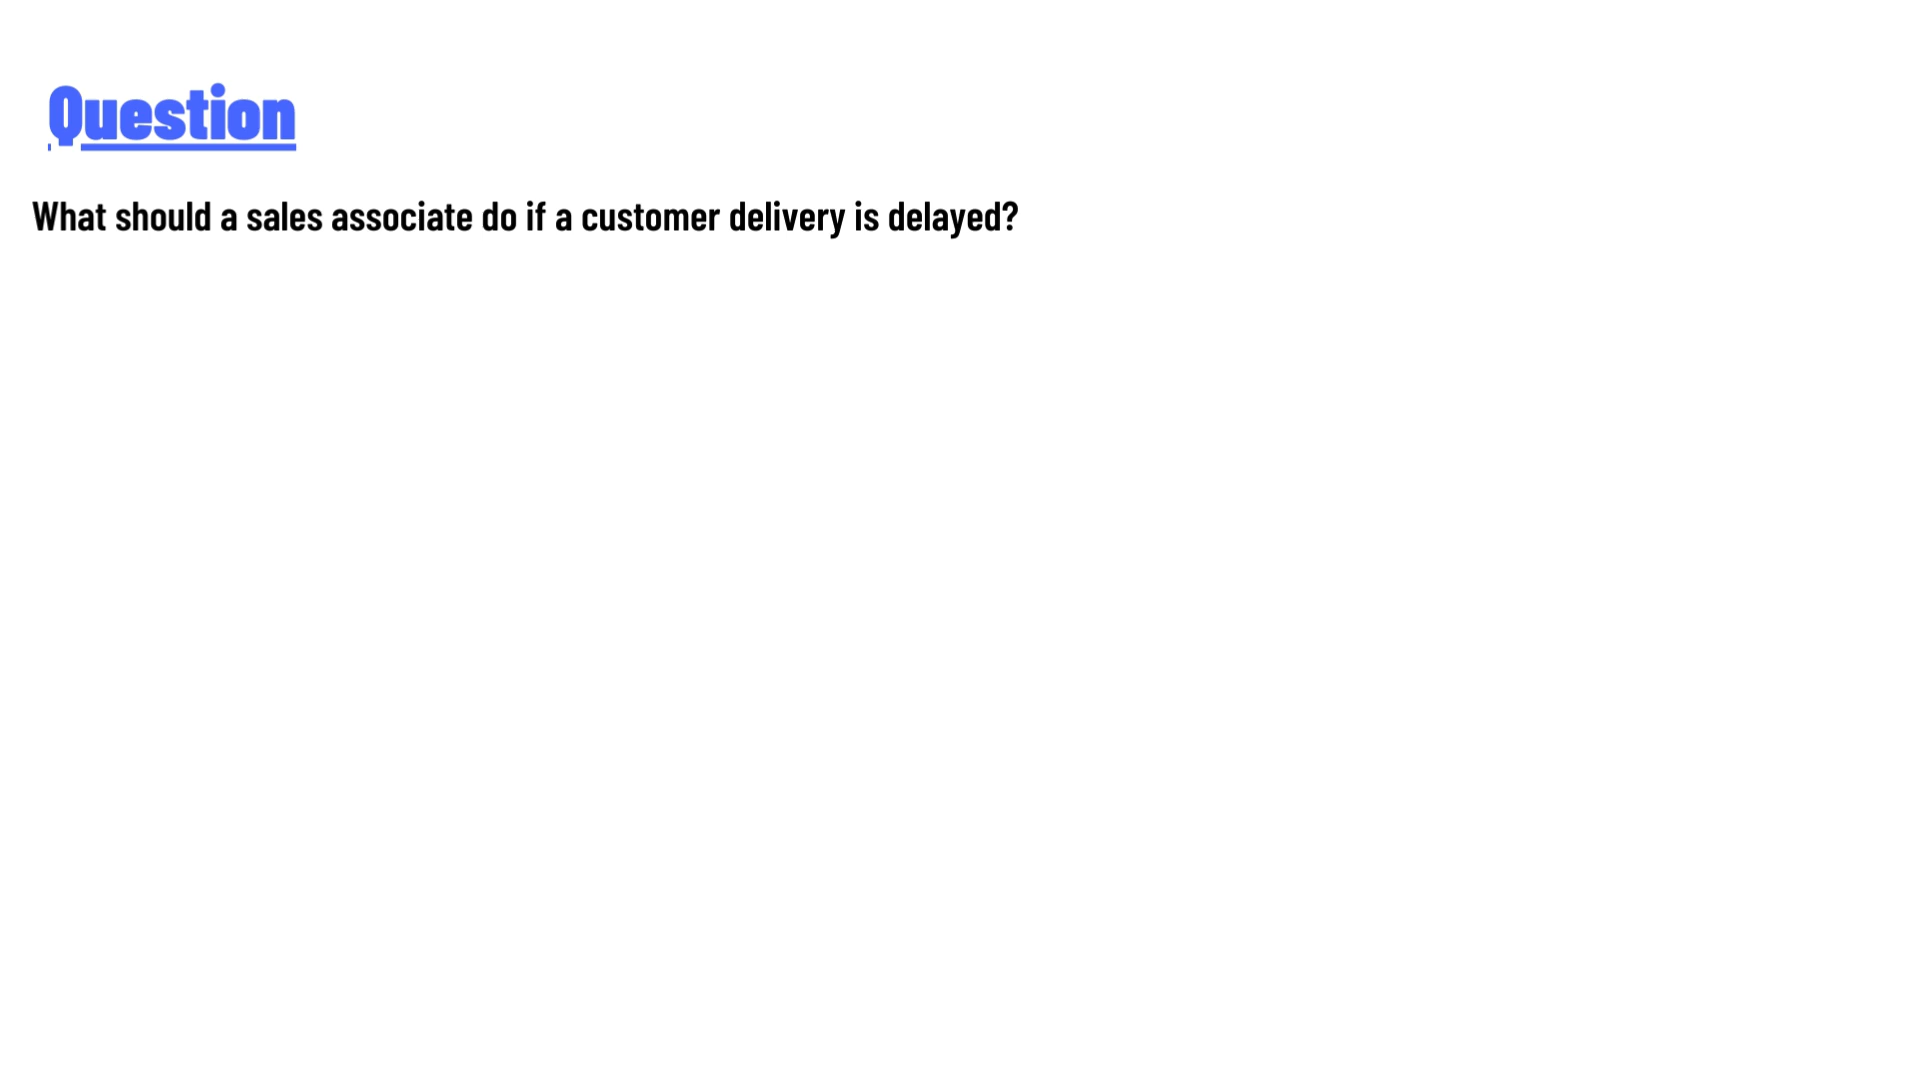 Question
What should a sales associate do if a customer delivery is delayed?